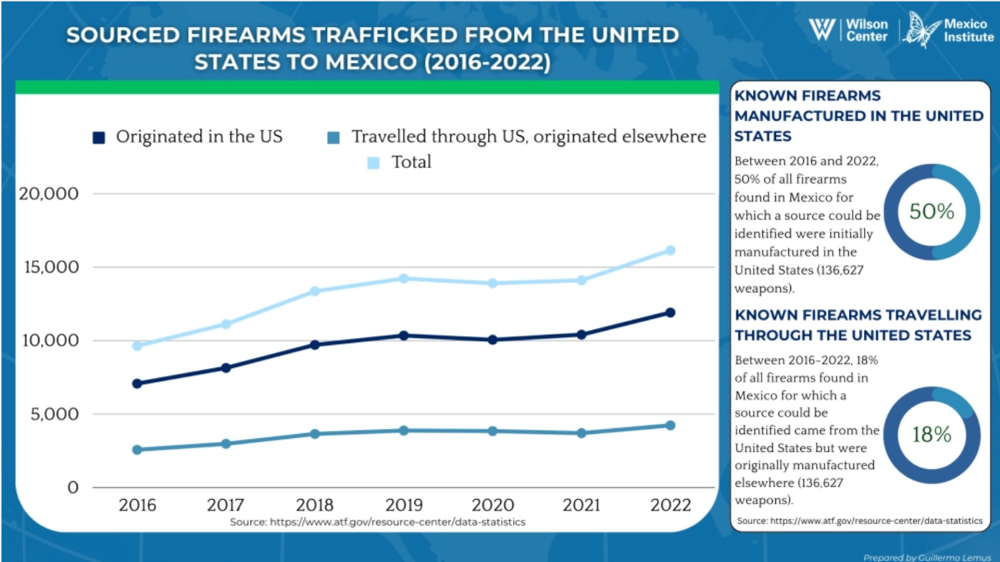 SOURCED FIREARMS TRAFFICKED FROM THE UNITED
STATES TO MEXICO (2016-2022)
Wilson
Center
Mexico
Institute
Originated in the US
Travelled through US, originated elsewhere
Total
20,000
15,000
10,000
5,000
0
2016 2017 2018 2019 2020 2021 2022
Source: https://www.atf.gov/resource-center/data-statistics
KNOWN FIREARMS
MANUFACTURED IN THE UNITED
STATES
Between 2016 and 2022,
50% of all firearms
found in Mexico for
which a source could be
identified were initially
manufactured in the
United States (136,627
weapons).
50%
KNOWN FIREARMS TRAVELLING
THROUGH THE UNITED STATES
Between 2016-2022, 18%
of all firearms found in
Mexico for which a
source could be
identified came from the
United States but were
originally manufactured
elsewhere (136,627
weapons).
18%
Source: https://www.atf.gov/resource-center/data-statistics
Prepared by Guillermo Lemus